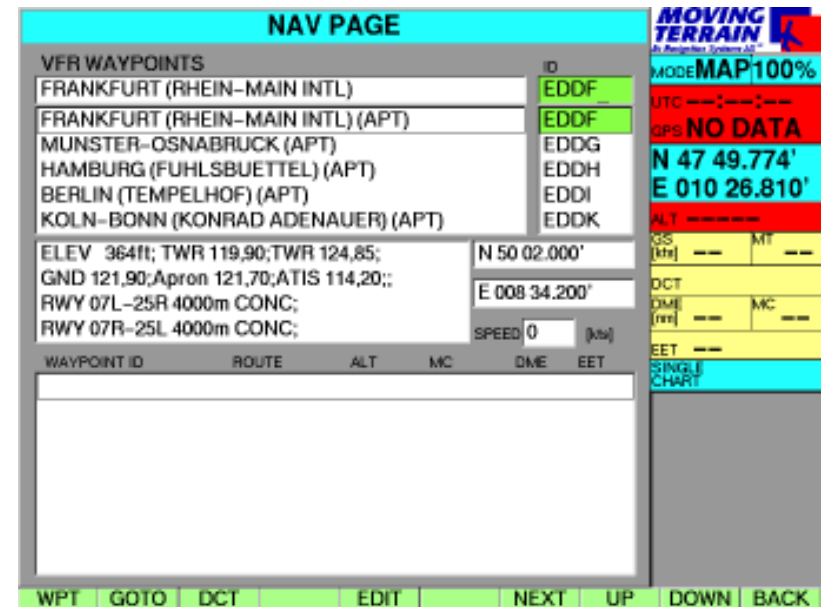 NAV PAGE
VFR WAYPOINTS ID
FRANKFURT (RHEIN-MAIN INTL) EDDF_
FRANKFURT (RHEIN-MAIN INTL) (APT) EDDF
MUNSTER-OSNABRUCK (APT) EDDG
HAMBURG (FUHLSBUETTEL) (APT) EDDH
BERLIN (TEMPELHOF) (APT) EDDI
KOLN-BONN (KONRAD ADENAUER) (APT) EDDK
ELEV 364ft; TWR 119,90;TWR 124,85;
GND 121,90;Apron 121,70;ATIS 114,20;;
RWY 07L-25R 4000m CONC;
RWY 07R-25L 4000m CONC;
N 50 02.000'
E 008 34.200'
SPEED 0 [kts]
WAYPOINT ID ROUTE ALT MC DME EET
MOVING
TERRAIN
MODE MAP 100%
UTC --:--:--
GPS NO DATA
N 47 49.774'
E 010 26.810'
ALT -----
GS MT
[kts] -- --
DCT
DME MC
[nm] -- --
EET --
SINGLE
CHART
WPT GOTO DCT EDIT NEXT UP DOWN BACK